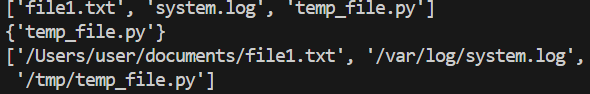 ['file1.txt', 'system.log', 'temp_file.py']
{'temp_file.py'}
['/Users/user/documents/file1.txt', '/var/log/system.log',
 '/tmp/temp_file.py']